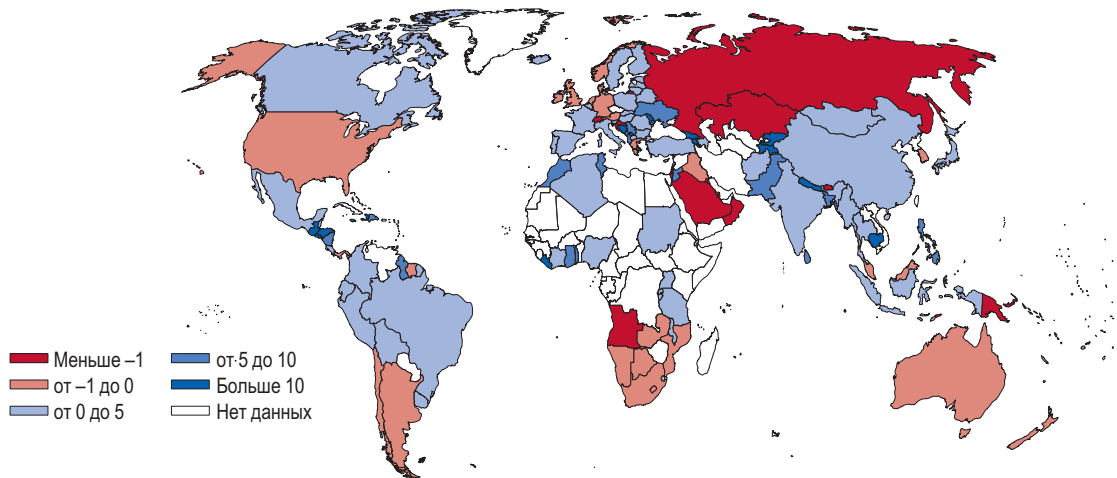 Меньше –1
от –1 до 0
от 0 до 5
от·5 до 10
Больше 10
Нет данных